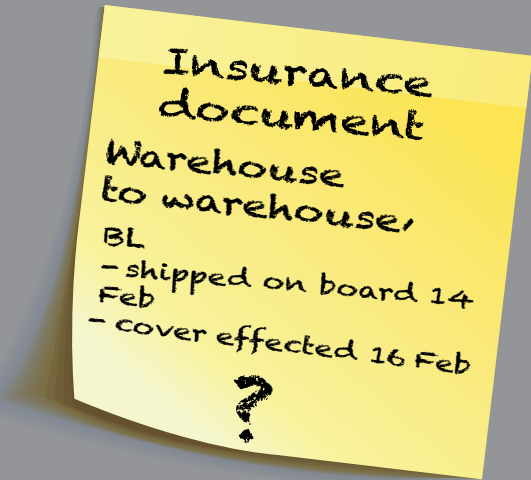 Insurance
document
Warehouse
to warehouse,
BL
- shipped on board 14
Feb
- cover effected 16 Feb
?